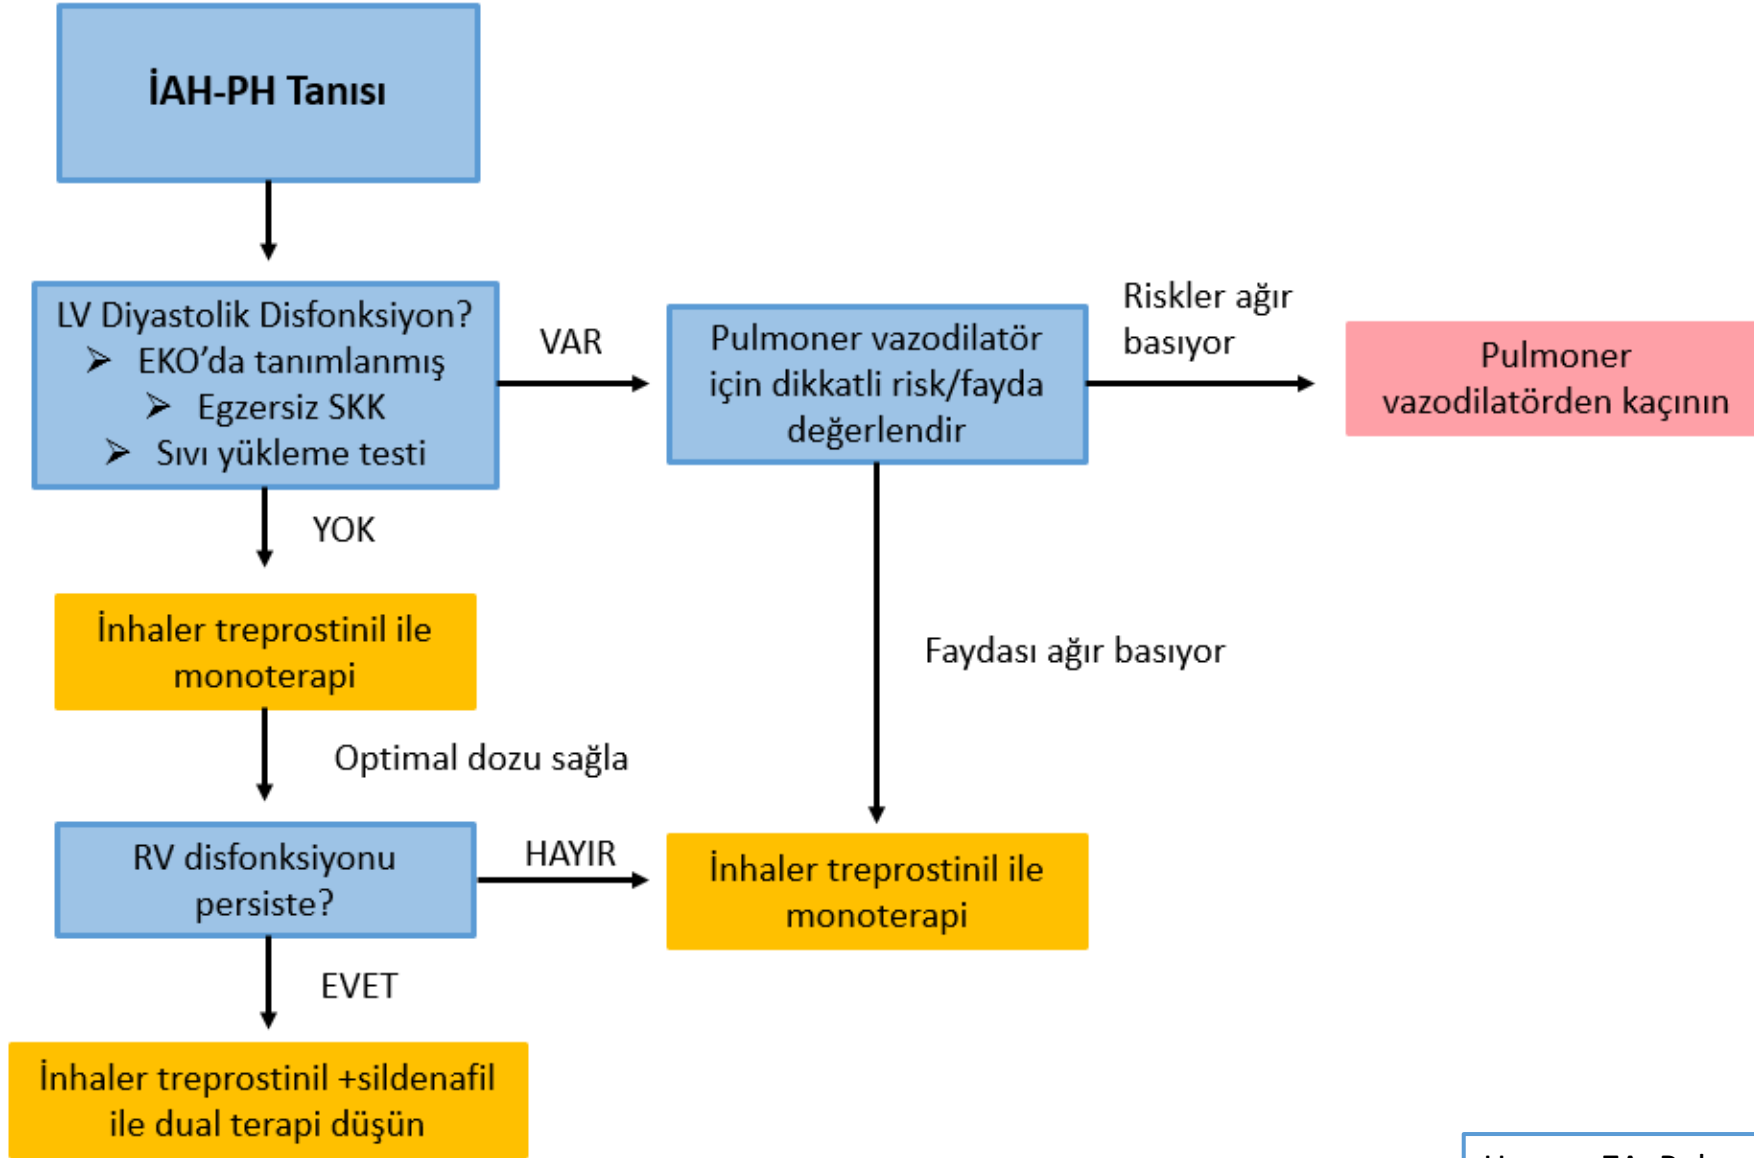 İAH-PH Tanısı
LV Diyastolik Disfonksiyon?
➤ EKO’da tanımlanmış
➤ Egzersiz SKK
➤ Sıvı yükleme testi
VAR
Pulmoner vazodilatör
için dikkatli risk/fayda
değerlendir
Riskler ağır
basıyor
Pulmoner
vazodilatörden kaçının
YOK
İnhaler treprostinil ile
monoterapi
Faydası ağır basıyor
Optimal dozu sağla
RV disfonksiyonu
persiste?
HAYIR
İnhaler treprostinil ile
monoterapi
EVET
İnhaler treprostinil +sildenafil
ile dual terapi düşün